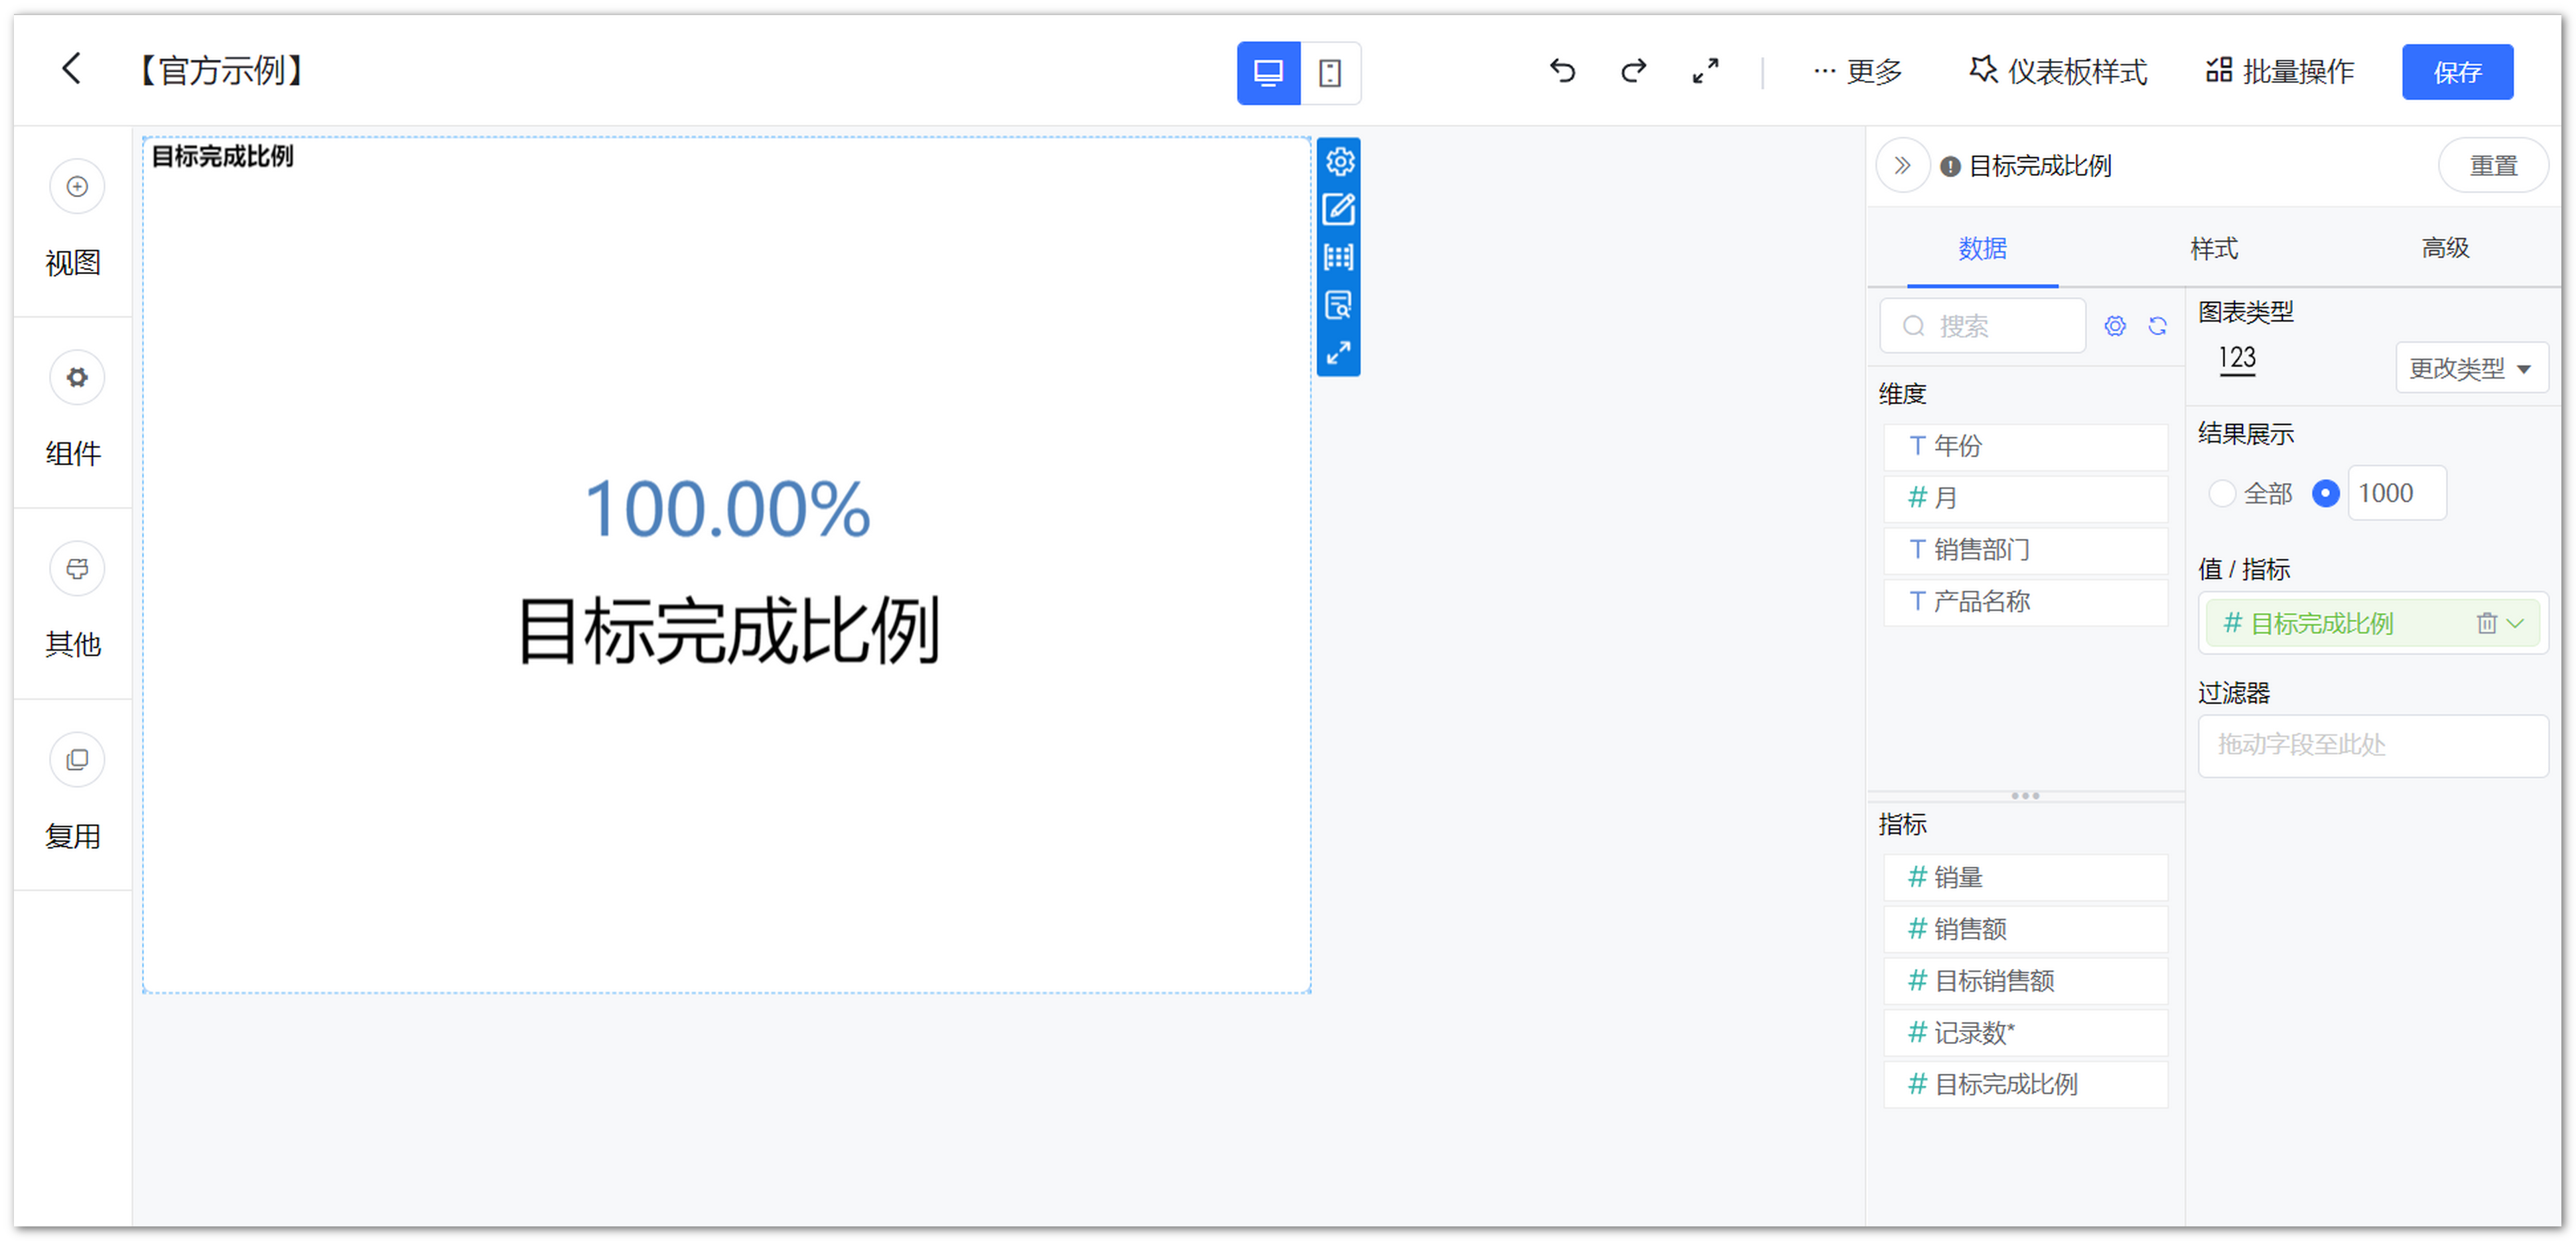 【官方示例】
更多
仪表板样式
批量操作
保存
视图
组件
其他
复用
目标完成比例
100.00%
目标完成比例
目标完成比例
重置
数据
样式
高级
搜索
维度
T 年份
# 月
T 销售部门
T 产品名称
指标
# 销量
# 销售额
# 目标销售额
# 记录数*
# 目标完成比例
图表类型
123
更改类型
结果展示
全部
1000
值 / 指标
# 目标完成比例
过滤器
拖动字段至此处